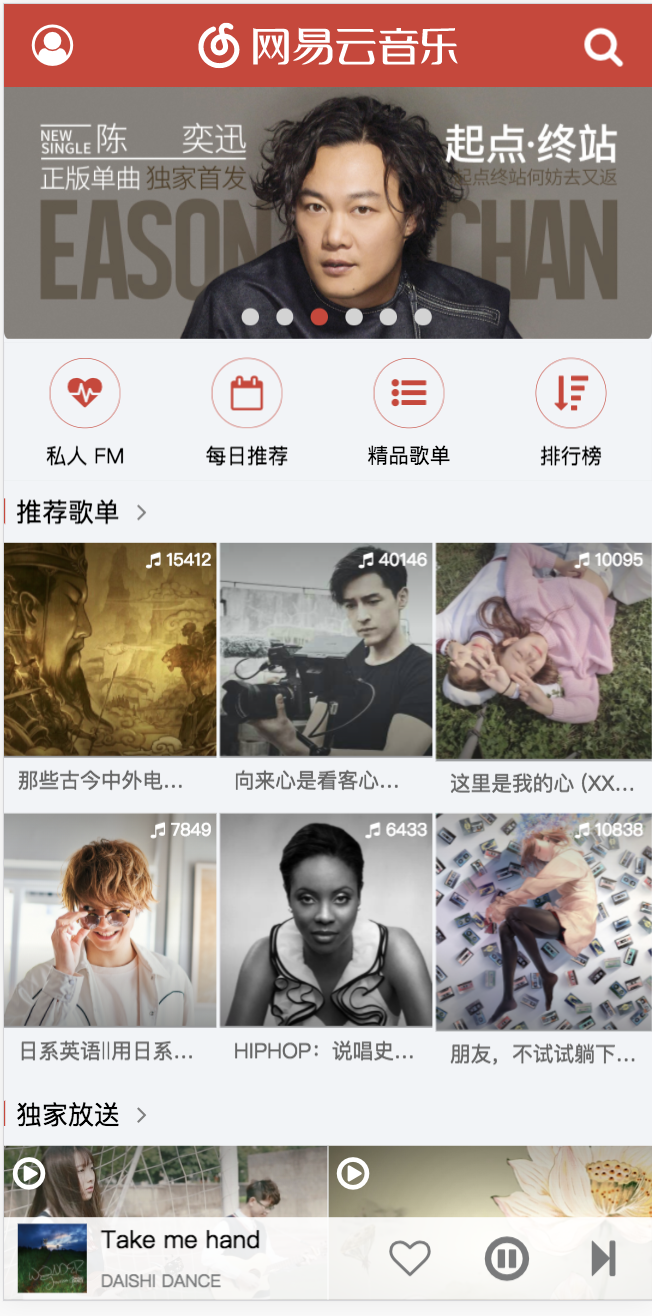 网易云音乐
NEW SINGLE 陈 奕迅
正版单曲 独家首发
起点·终站
起点终站何妨去又返
EASON CHAN
私人 FM
每日推荐
精品歌单
排行榜
推荐歌单
15412
40146
10095
那些古今中外电...
向来心是看客心...
这里是我的心 (XX...
7849
6433
10838
日系英语||用日系...
HIPHOP：说唱史...
朋友，不试试躺下...
独家放送
Take me hand
DAISHI DANCE